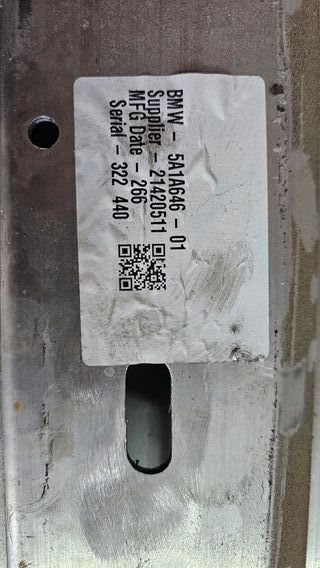 BMW - 5A1A646 - 01
Supplier - 21420511
MFG Date - 266
Serial - 322 440